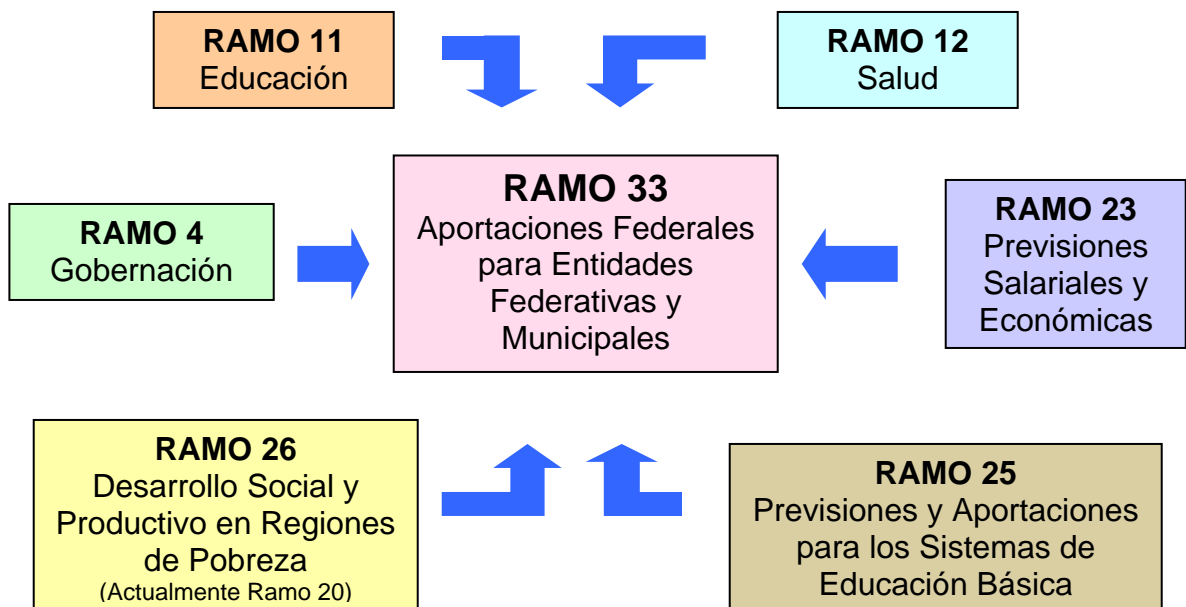 RAMO 11
Educación
RAMO 12
Salud
RAMO 33
Aportaciones Federales
para Entidades
Federativas y
Municipales
RAMO 4
Gobernación
RAMO 23
Previsiones
Salariales y
Económicas
RAMO 26
Desarrollo Social y
Productivo en Regiones
de Pobreza
(Actualmente Ramo 20)
RAMO 25
Previsiones y Aportaciones
para los Sistemas de
Educación Básica